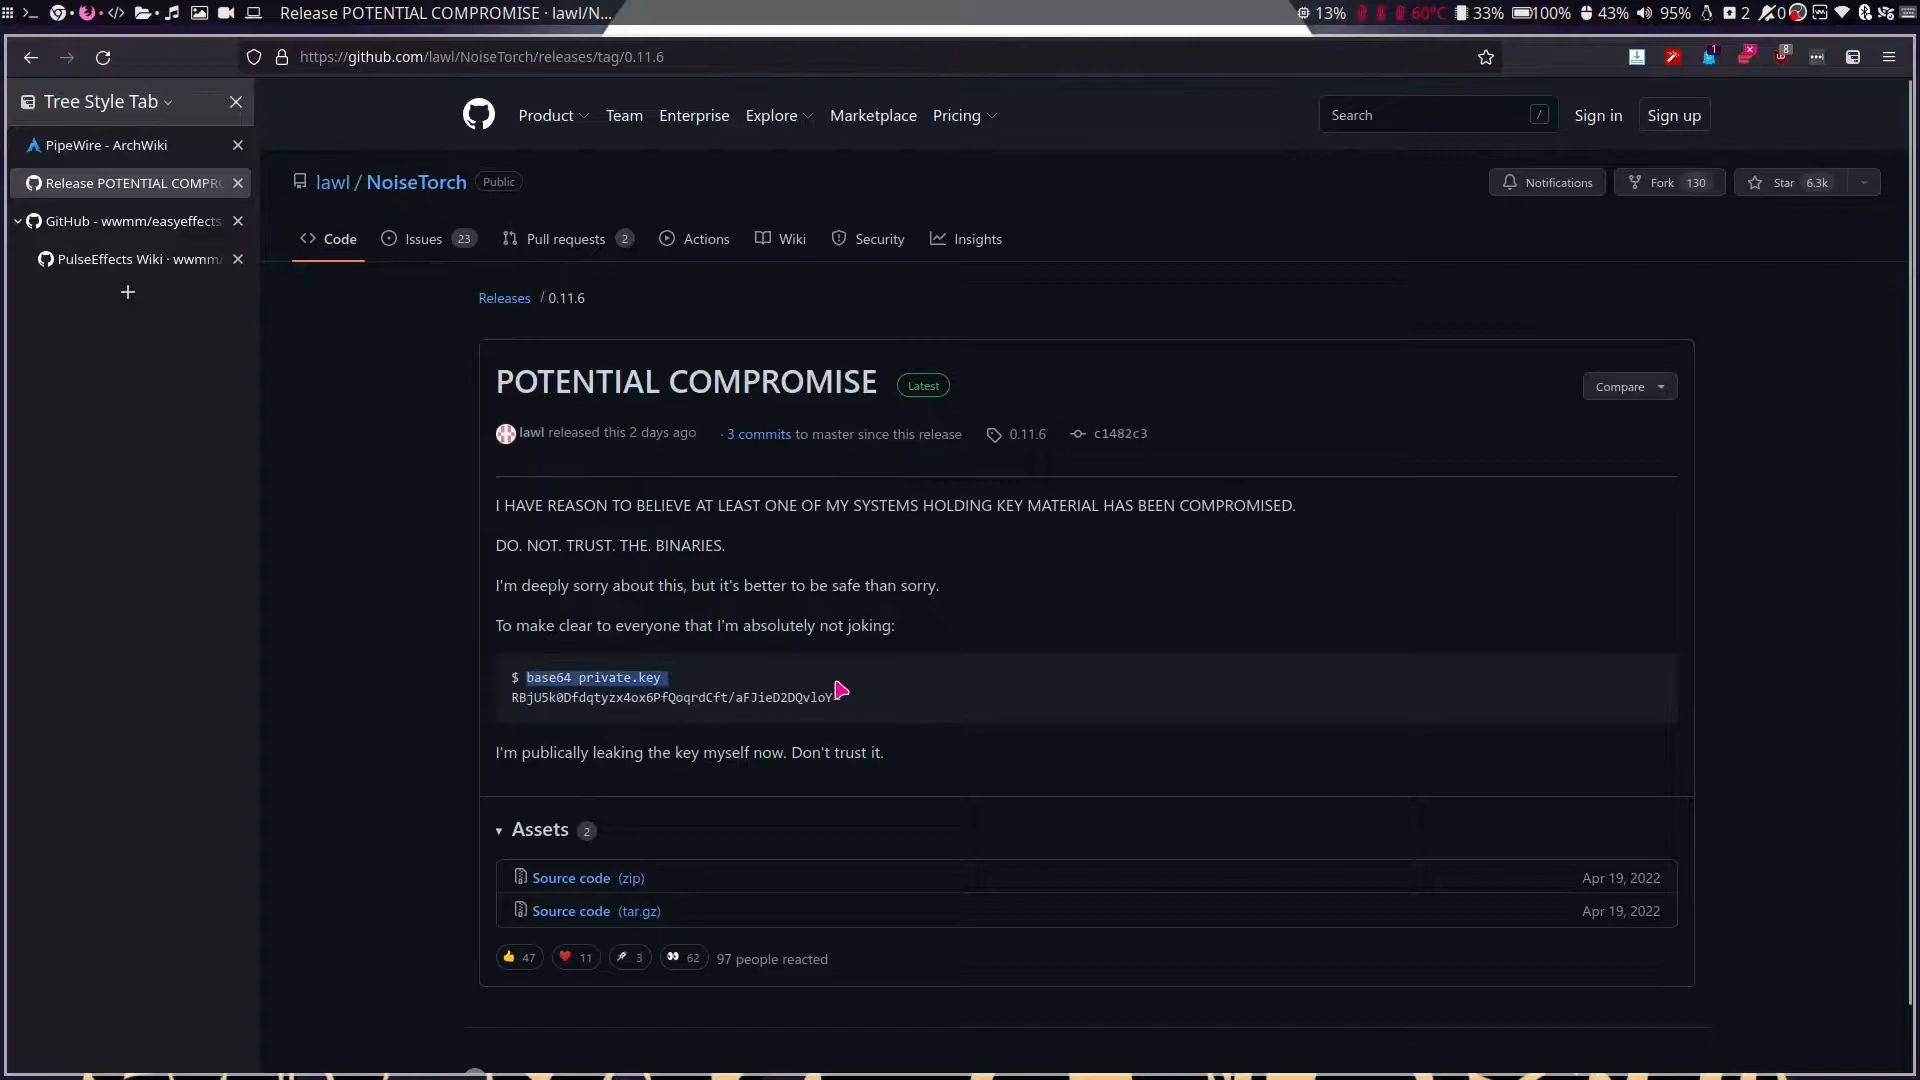 Release POTENTIAL COMPROMISE · lawl/N...
13% 60°C 33% 100% 43% 95% 2 0
https://github.com/lawl/NoiseTorch/releases/tag/0.11.6
1 8
Tree Style Tab
PipeWire - ArchWiki
Release POTENTIAL COMPR
GitHub - wwmm/easyeffects
PulseEffects Wiki · wwmm/
Product Team Enterprise Explore Marketplace Pricing
Search /
Sign in Sign up
lawl / NoiseTorch Public
Notifications Fork 130 Star 6.3k
Code Issues 23 Pull requests 2 Actions Wiki Security Insights
Releases / 0.11.6
POTENTIAL COMPROMISE Latest
Compare
lawl released this 2 days ago · 3 commits to master since this release 0.11.6 c1482c3
I HAVE REASON TO BELIEVE AT LEAST ONE OF MY SYSTEMS HOLDING KEY MATERIAL HAS BEEN COMPROMISED.
DO. NOT. TRUST. THE. BINARIES.
I'm deeply sorry about this, but it's better to be safe than sorry.
To make clear to everyone that I'm absolutely not joking:
$ base64 private.key
RBjU5k0Dfdqtyzx4ox6PfQoqrdCft/aFJieD2DQvloY
I'm publically leaking the key myself now. Don't trust it.
Assets 2
Source code (zip) Apr 19, 2022
Source code (tar.gz) Apr 19, 2022
47 11 3 62 97 people reacted